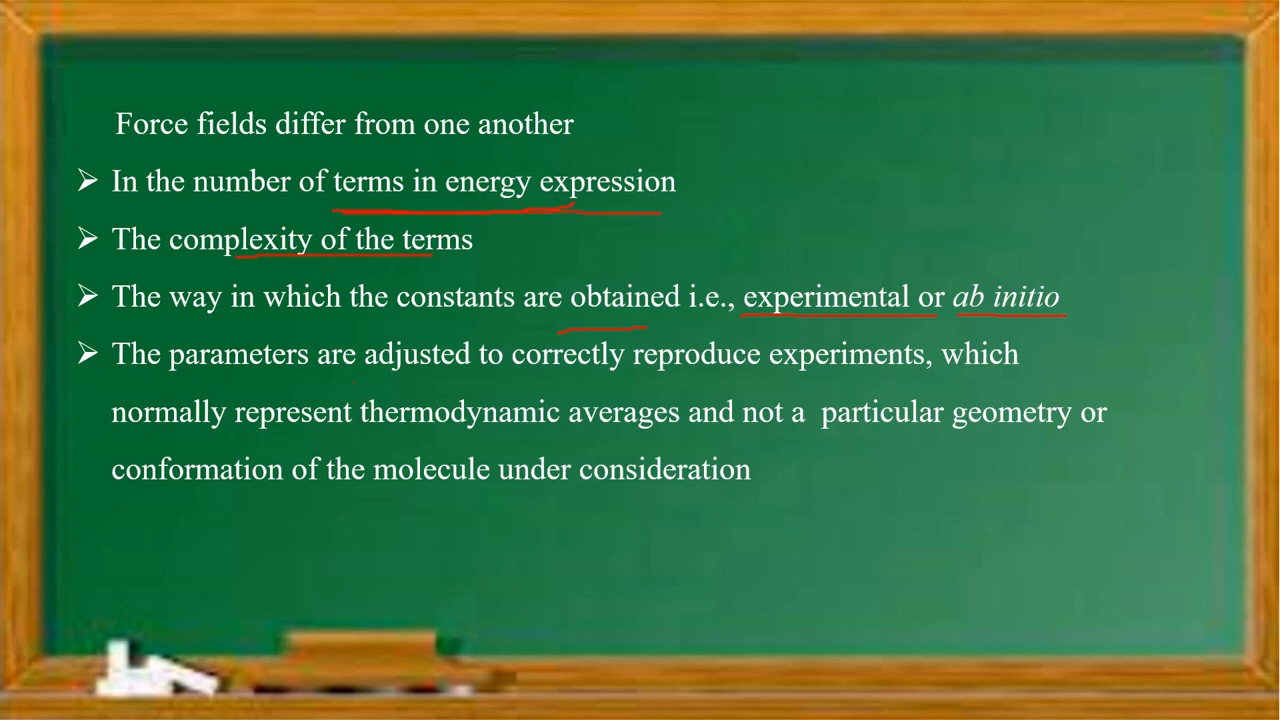 Force fields differ from one another
➢ In the number of terms in energy expression
➢ The complexity of the terms
➢ The way in which the constants are obtained i.e., experimental or ab initio
➢ The parameters are adjusted to correctly reproduce experiments, which
normally represent thermodynamic averages and not a particular geometry or
conformation of the molecule under consideration